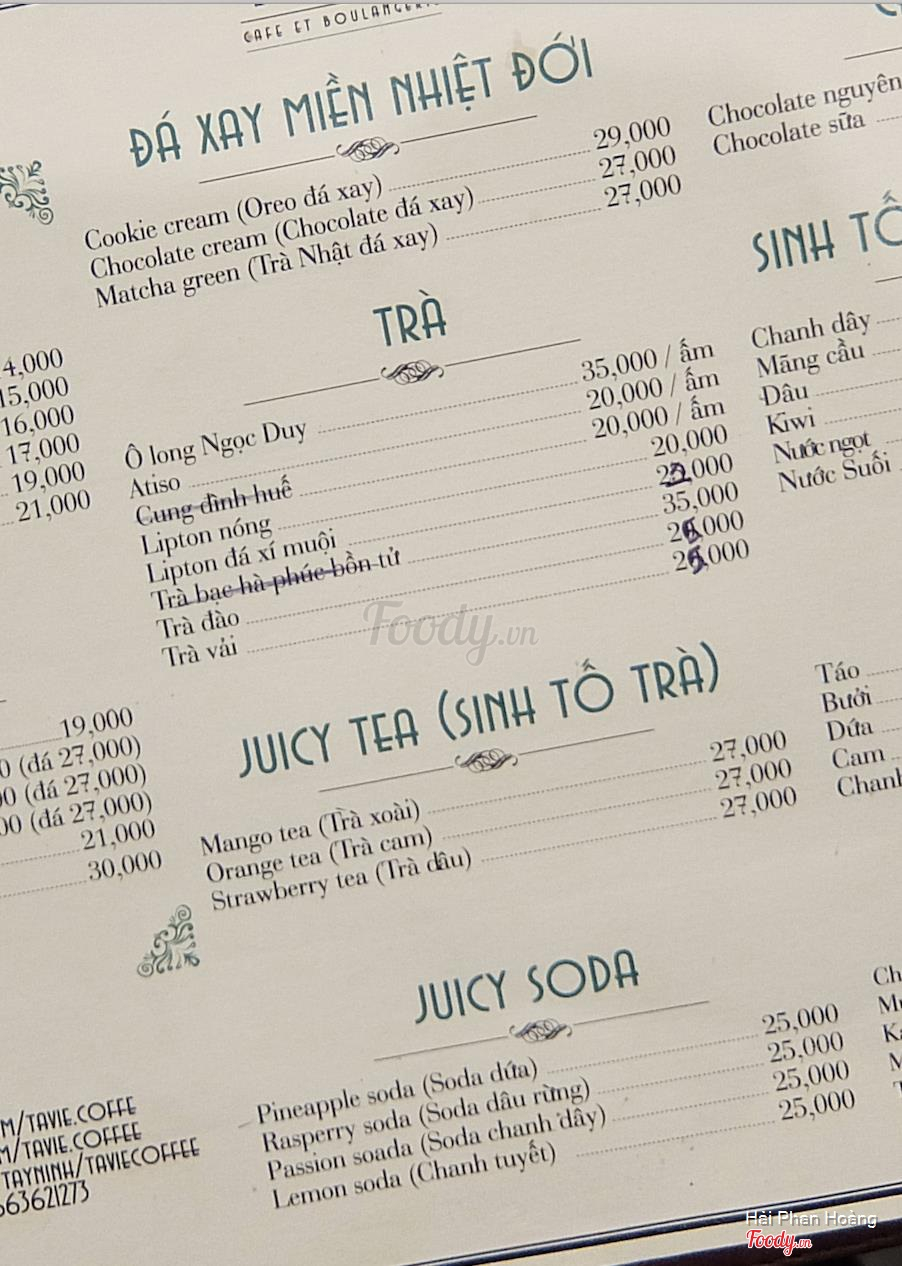 CAFE ET BOULANGERI
ĐÁ XAY MIỀN NHIỆT ĐỚI
Cookie cream (Oreo đá xay) 29,000
Chocolate cream (Chocolate đá xay) 27,000
Matcha green (Trà Nhật đá xay) 27,000
TRÀ
Ô long Ngọc Duy 35,000 / ấm
Atiso 20,000 / ấm
Cung đình huế 20,000 / ấm
Lipton nóng 20,000
Lipton đá xí muội 22,000
Trà bạc hà phúc bồn tử 35,000
Trà đào 000
Trà vải 000
JUICY TEA (SINH TỐ TRÀ)
Mango tea (Trà xoài) 27,000
Orange tea (Trà cam) 27,000
Strawberry tea (Trà dâu) 27,000
JUICY SODA
Pineapple soda (Soda dứa) 25,000
Rasperry soda (Soda dâu rừng) 25,000
Passion soada (Soda chanh dây) 25,000
Lemon soda (Chanh tuyết) 25,000
4,000
15,000
16,000
17,000
19,000
21,000
19,000
0 (đá 27,000)
00 (đá 27,000)
00 (đá 27,000)
21,000
30,000
M/TAVIE.COFFE
M/TAVIE.COFFEE
TAYNINH/TAVIECOFFEE
663621273
Chocolate nguyên
Chocolate sữa
SINH TỐ
Chanh dây
Mãng cầu
Dâu
Kiwi
Nước ngọt
Nước Suối
Táo
Bưởi
Dứa
Cam
Chanh
Ch
Foody.vn
Hải Phan Hoàng
Foody.vn